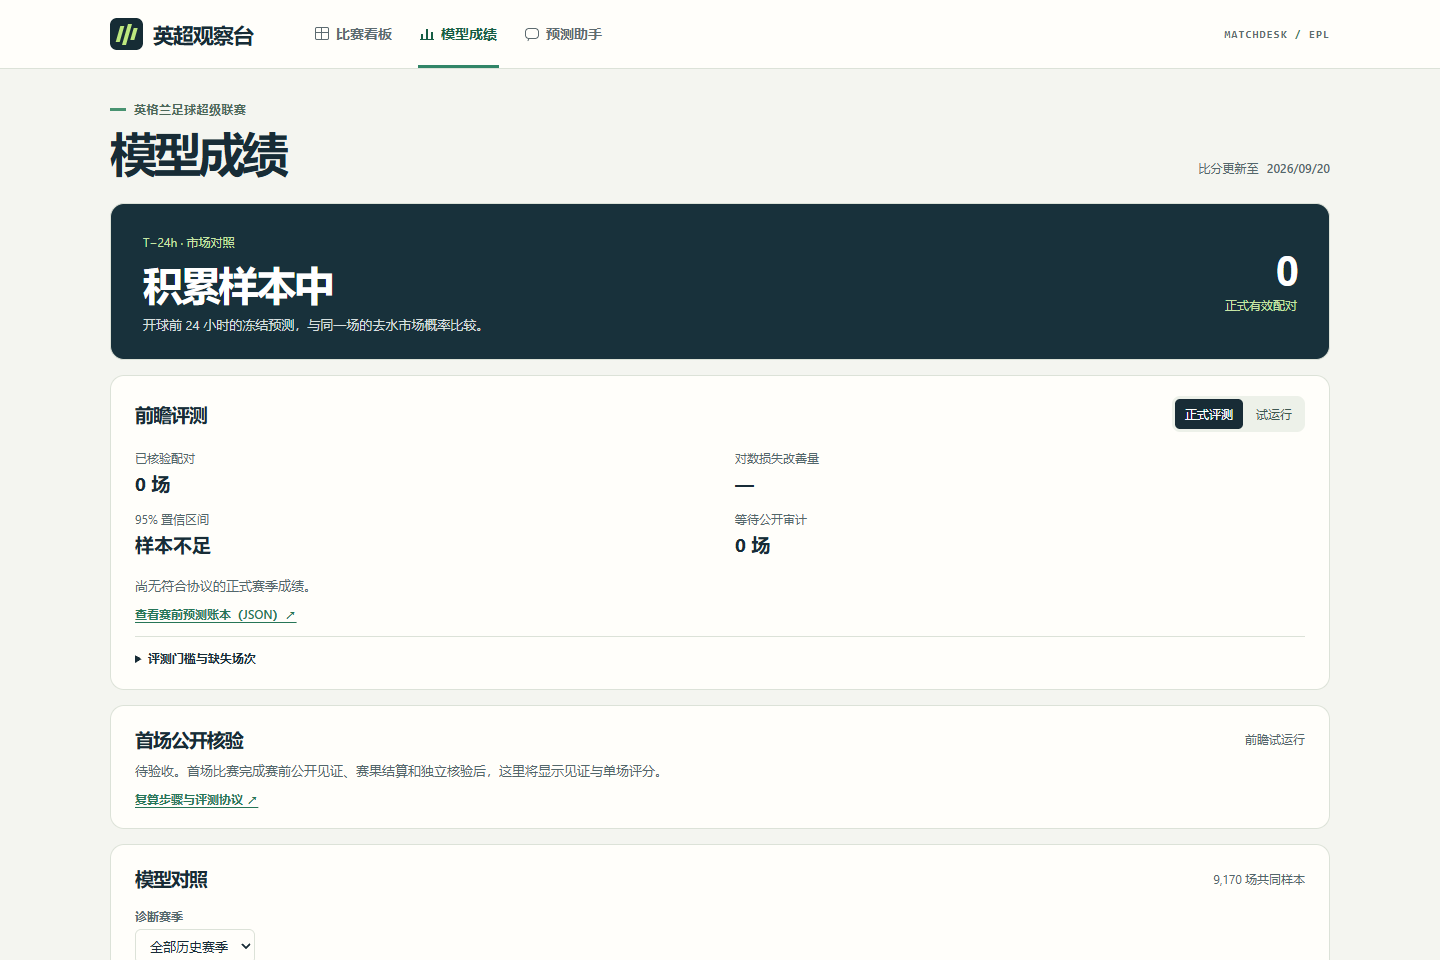 英超观察台
比赛看板
模型成绩
预测助手
MATCHDESK / EPL
英格兰足球超级联赛
模型成绩
比分更新至 2026/09/20
T−24h · 市场对照
积累样本中
开球前 24 小时的冻结预测，与同一场的去水市场概率比较。
0
正式有效配对
前瞻评测
正式评测
试运行
已核验配对
0 场
对数损失改善量
—
95% 置信区间
样本不足
等待公开审计
0 场
尚无符合协议的正式赛季成绩。
查看赛前预测账本（JSON）↗
评测门槛与缺失场次
首场公开核验
前瞻试运行
待验收。首场比赛完成赛前公开见证、赛果结算和独立核验后，这里将显示见证与单场评分。
复算步骤与评测协议 ↗
模型对照
9,170 场共同样本
诊断赛季
全部历史赛季